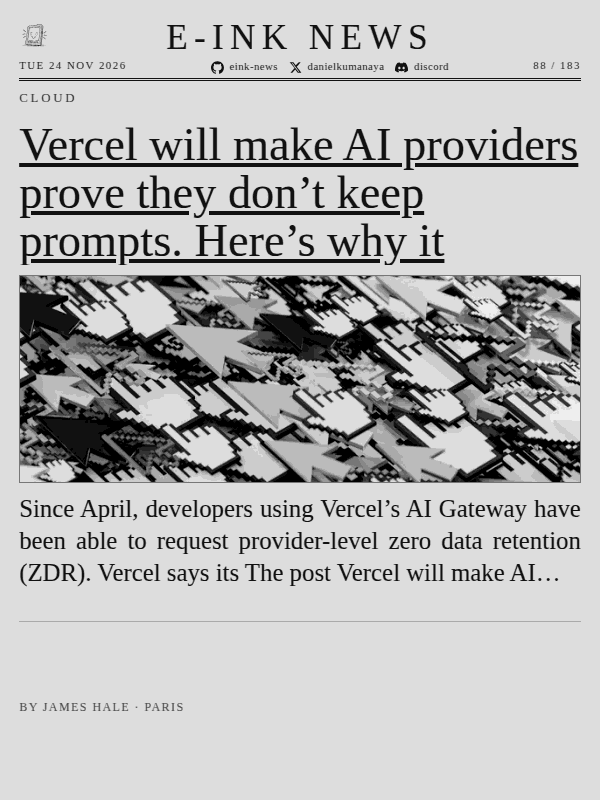 E-INK NEWS
TUE 24 NOV 2026
eink-news danielkumanaya discord
88 / 183
CLOUD
Vercel will make AI providers
prove they don’t keep
prompts. Here’s why it
Since April, developers using Vercel’s AI Gateway have
been able to request provider-level zero data retention
(ZDR). Vercel says its The post Vercel will make AI…
BY JAMES HALE · PARIS